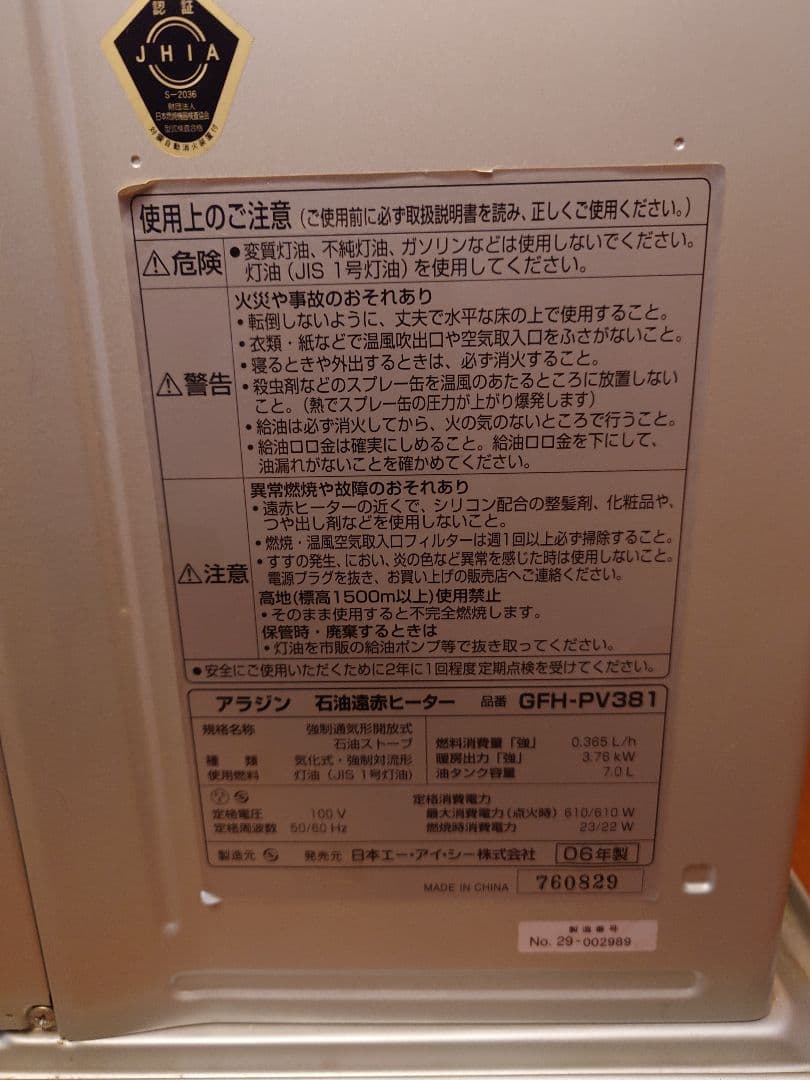 認証
JHIA
S-2036
財団法人
日本燃焼機器検査協会
型式検査合格
対震自動消火装置付
使用上のご注意 (ご使用前に必ず取扱説明書を読み、正しくご使用ください。)
⚠危険
●変質灯油、不純灯油、ガソリンなどは使用しないでください。
灯油(JIS 1号灯油)を使用してください。
⚠警告
火災や事故のおそれあり
・転倒しないように、丈夫で水平な床の上で使用すること。
・衣類・紙などで温風吹出口や空気取入口をふさがないこと。
・寝るときや外出するときは、必ず消火すること。
・殺虫剤などのスプレー缶を温風のあたるところに放置しない
こと。(熱でスプレー缶の圧力が上がり爆発します)
・給油は必ず消火してから、火の気のないところで行うこと。
・給油口口金は確実にしめること。給油口口金を下にして、
油漏れがないことを確かめてください。
⚠注意
異常燃焼や故障のおそれあり
・遠赤ヒーターの近くで、シリコン配合の整髪剤、化粧品や、
つや出し剤などを使用しないこと。
・燃焼・温風空気取入口フィルターは週1回以上必ず掃除すること。
・すすの発生、におい、炎の色など異常を感じた時は使用しないこと。
電源プラグを抜き、お買い上げの販売店へご連絡ください。
高地(標高1500m以上)使用禁止
・そのまま使用すると不完全燃焼します。
保管時・廃棄するときは
・灯油を市販の給油ポンプ等で抜き取ってください。
●安全にご使用いただくために2年に1回程度定期点検を受けてください。
アラジン 石油遠赤ヒーター 品番 GFH-PV381
規格名称 強制通気形開放式
石油ストーブ
種類 気化式・強制対流形
使用燃料 灯油(JIS 1号灯油)
燃料消費量「強」 0.365 L/h
暖房出力「強」 3.76 kW
油タンク容量 7.0 L
定格電圧 100 V
定格周波数 50/60 Hz
定格消費電力
最大消費電力(点火時) 610/610 W
燃焼時消費電力 23/22 W
製造元 Ⓢ 発売元 日本エー・アイ・シー株式会社 06年製
MADE IN CHINA 760829
製造番号
No. 29-002989